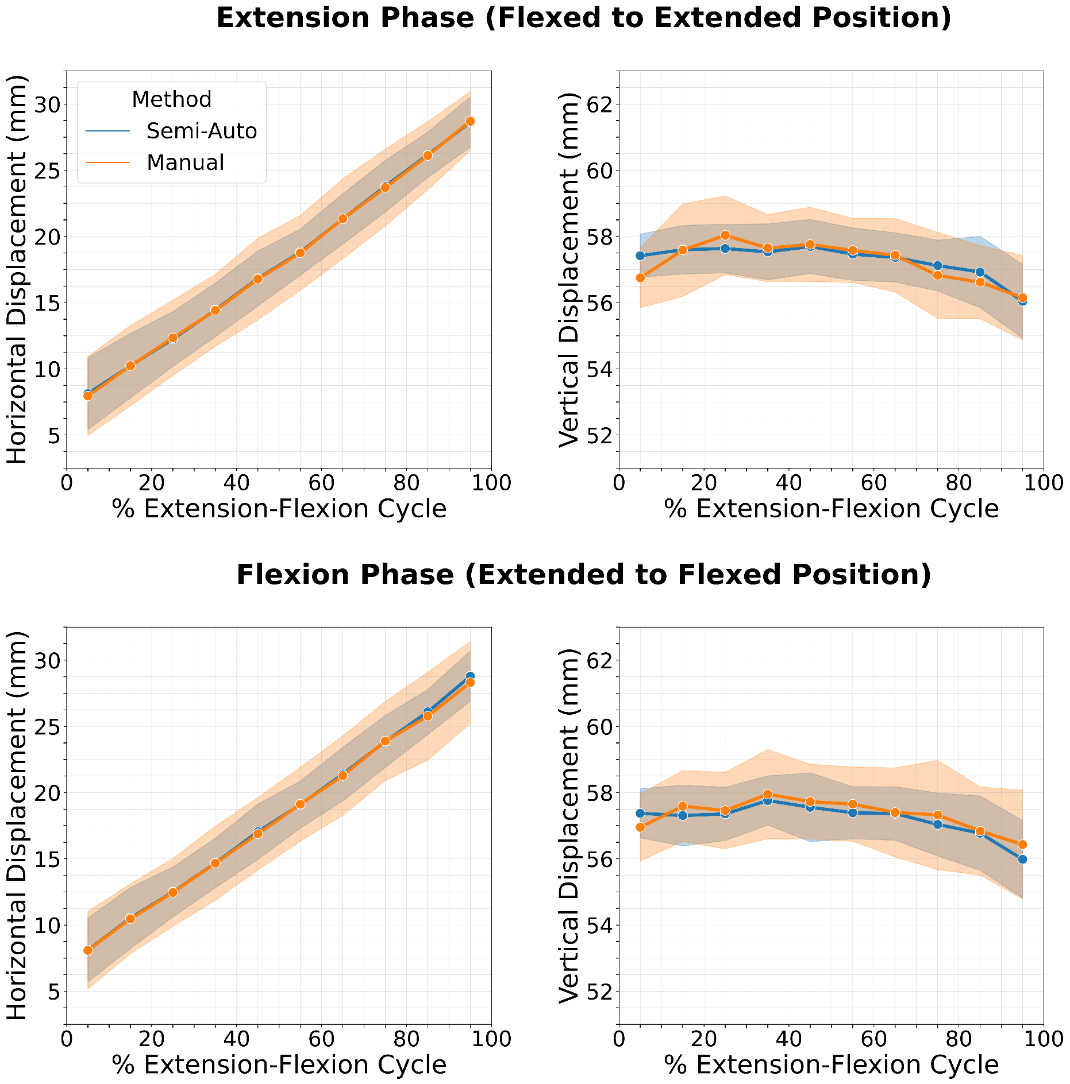 Extension Phase (Flexed to Extended Position)
Horizontal Displacement (mm)
30
25
20
15
10
5
Method
Semi-Auto
Manual
0 20 40 60 80 100
% Extension-Flexion Cycle
Vertical Displacement (mm)
62
60
58
56
54
52
0 20 40 60 80 100
% Extension-Flexion Cycle
Flexion Phase (Extended to Flexed Position)
Horizontal Displacement (mm)
30
25
20
15
10
5
0 20 40 60 80 100
% Extension-Flexion Cycle
Vertical Displacement (mm)
62
60
58
56
54
52
0 20 40 60 80 100
% Extension-Flexion Cycle